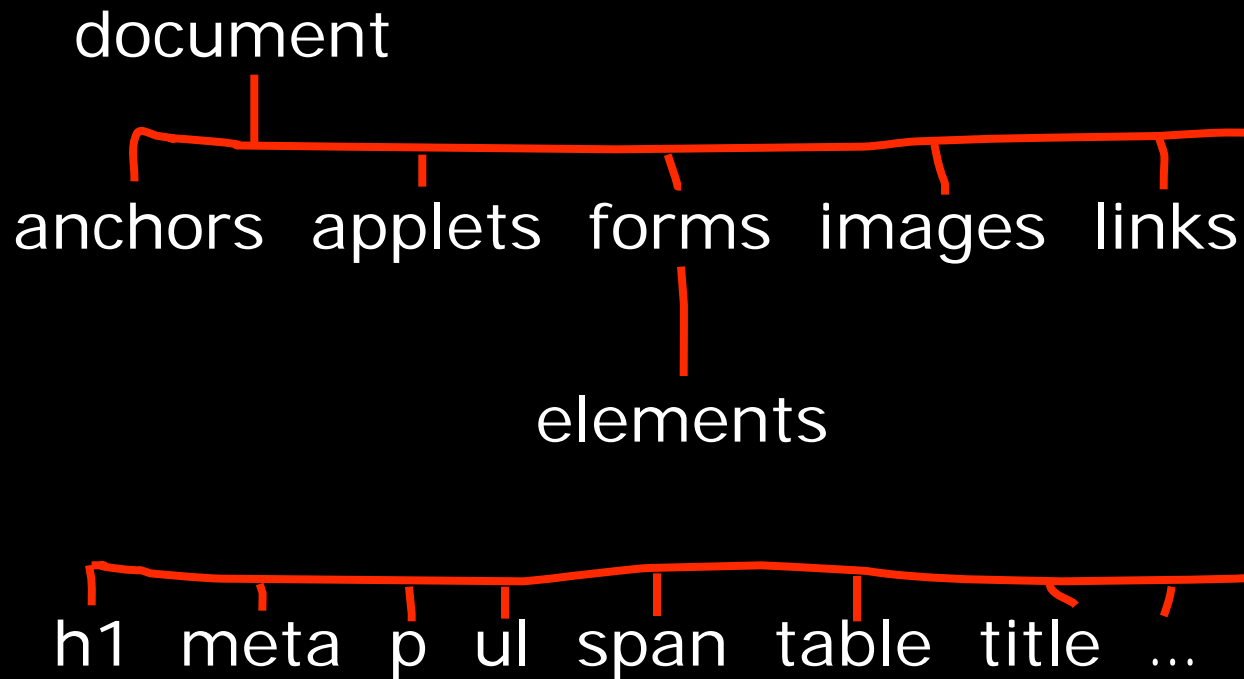 document
anchors applets forms images links
elements
h1 meta p ul span table title ...